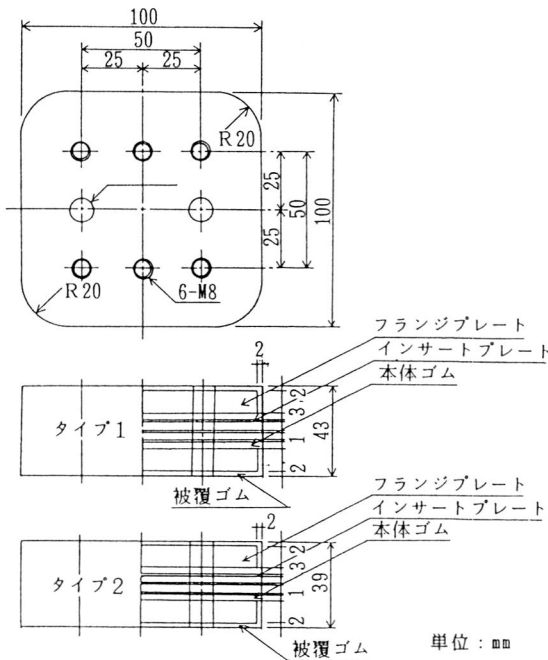 100
50
25
25
R20
25
50
100
25
R20
6-M8
フランジプレート
インサートプレート
本体ゴム
2
タイプ1
2
3
1
2
43
被覆ゴム
フランジプレート
インサートプレート
本体ゴム
2
タイプ2
2
3
1
2
39
被覆ゴム
単位:mm